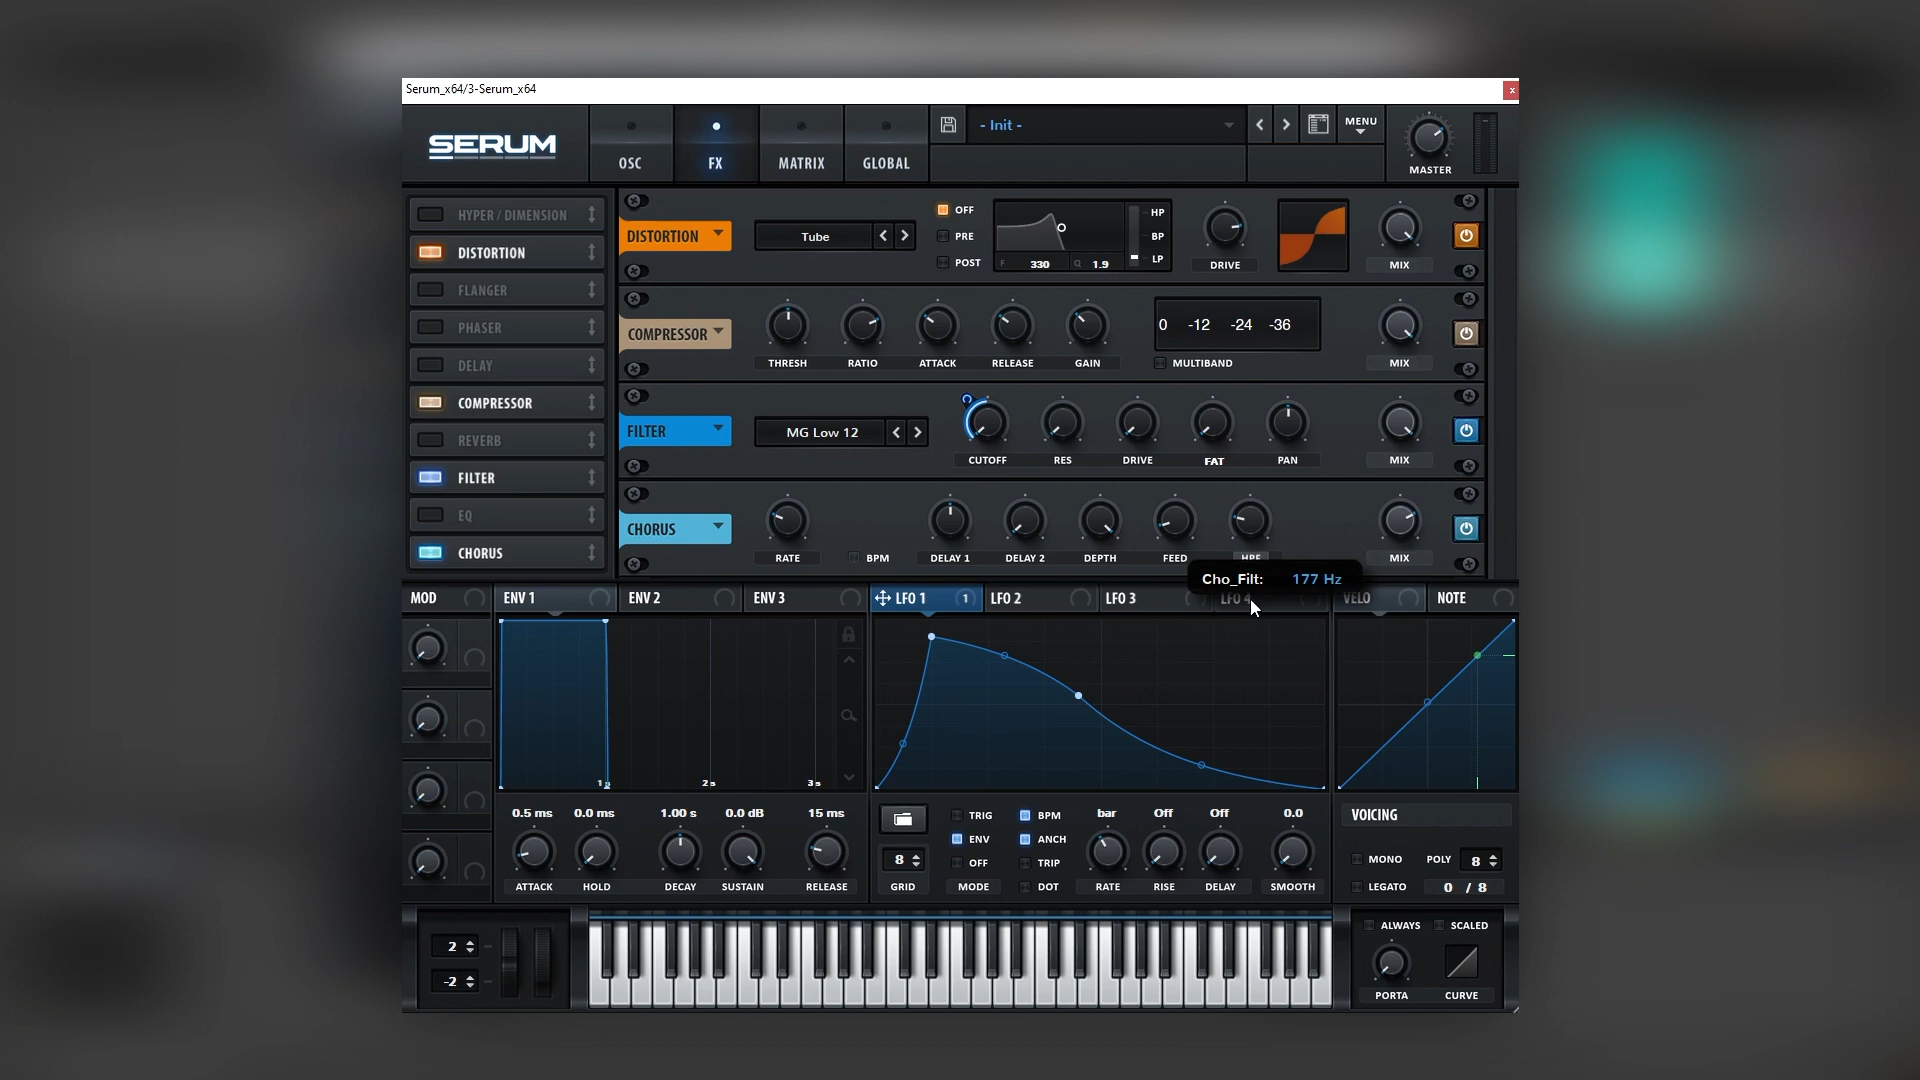 Serum_x64/3-Serum_x64
x
SERUM
OSC
FX
MATRIX
GLOBAL
- Init -
MENU
MASTER
HYPER / DIMENSION
DISTORTION
FLANGER
PHASER
DELAY
COMPRESSOR
REVERB
FILTER
EQ
CHORUS
DISTORTION
Tube
OFF
PRE
POST
F 330 Q 1.9
HP
BP
LP
DRIVE
MIX
COMPRESSOR
THRESH
RATIO
ATTACK
RELEASE
GAIN
0 -12 -24 -36
MULTIBAND
MIX
FILTER
MG Low 12
CUTOFF
RES
DRIVE
FAT
PAN
MIX
CHORUS
RATE
BPM
DELAY 1
DELAY 2
DEPTH
FEED
HPF
MIX
Cho_Filt: 177 Hz
MOD
ENV 1
ENV 2
ENV 3
LFO 1 1
LFO 2
LFO 3
LFO 4
VELO
NOTE
1s
2s
3s
0.5 ms
0.0 ms
1.00 s
0.0 dB
15 ms
ATTACK
HOLD
DECAY
SUSTAIN
RELEASE
8
GRID
TRIG
ENV
OFF
MODE
BPM
ANCH
TRIP
DOT
bar
Off
Off
0.0
RATE
RISE
DELAY
SMOOTH
VOICING
MONO
POLY 8
LEGATO
0 / 8
2
-2
ALWAYS
SCALED
PORTA
CURVE